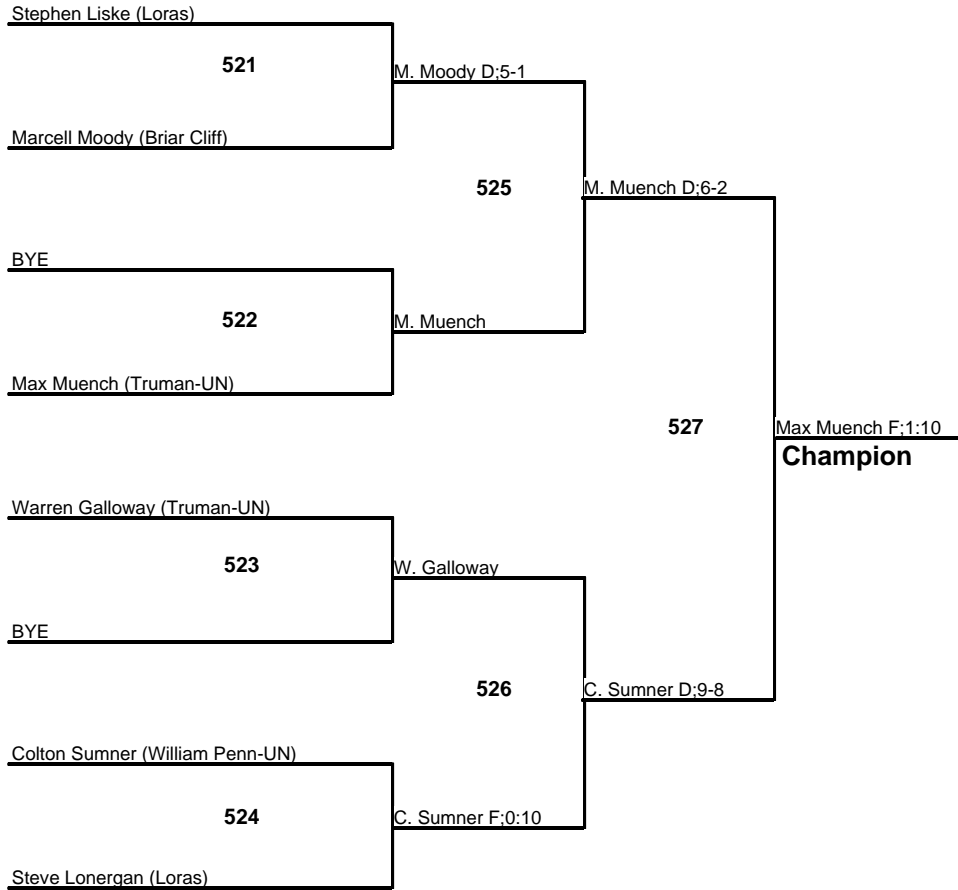 Stephen Liske (Loras)
521
M. Moody D;5-1
Marcell Moody (Briar Cliff)
525
M. Muench D;6-2
BYE
522
M. Muench
Max Muench (Truman-UN)
527
Max Muench F;1:10
Champion
Warren Galloway (Truman-UN)
523
W. Galloway
BYE
526
C. Sumner D;9-8
Colton Sumner (William Penn-UN)
524
C. Sumner F;0:10
Steve Lonergan (Loras)